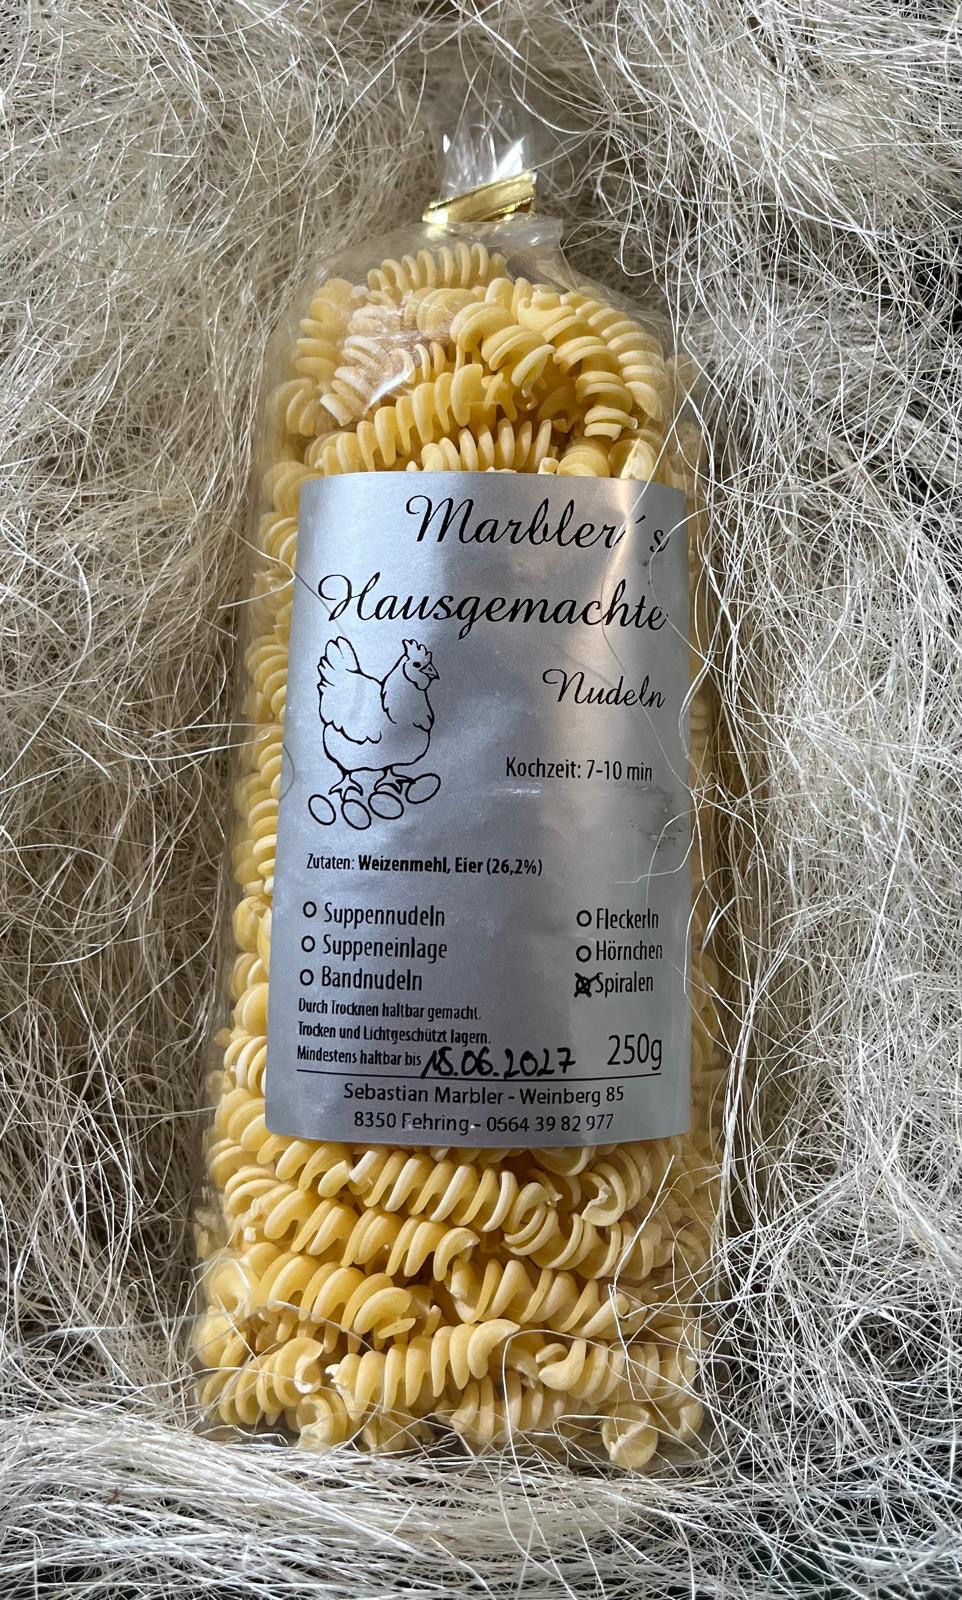 Marbler´s
Hausgemachte
Nudeln
Kochzeit: 7-10 min
Zutaten: Weizenmehl, Eier (26,2%)
Suppennudeln
Fleckerln
Suppeneinlage
Hörnchen
Bandnudeln
Spiralen
Durch Trocknen haltbar gemacht.
Trocken und Lichtgeschützt lagern.
Mindestens haltbar bis 15.06.2027
250g
Sebastian Marbler - Weinberg 85
8350 Fehring - 0664 39 82 977